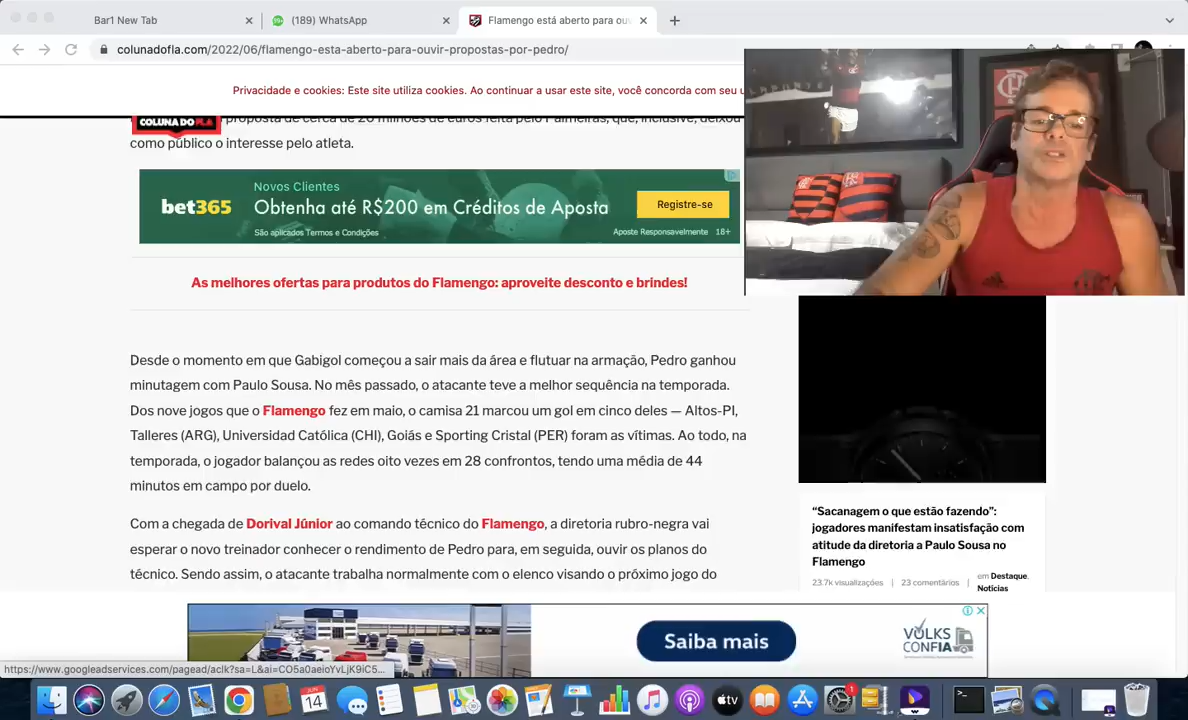 Bar1 New Tab
(189) WhatsApp
Flamengo está aberto para ouv
colunadofla.com/2022/06/flamengo-esta-aberto-para-ouvir-propostas-por-pedro/
Privacidade e cookies: Este site utiliza cookies. Ao continuar a usar este site, você concorda com seu u
COLUNA DO FLA
proposta de cerca de 20 milhões de euros feita pelo Palmeiras, que, inclusive, deixou
como público o interesse pelo atleta.
bet365
Novos Clientes
Obtenha até R$200 em Créditos de Aposta
São aplicados Termos e Condições
Registre-se
Aposte Responsavelmente 18+
As melhores ofertas para produtos do Flamengo: aproveite desconto e brindes!
Desde o momento em que Gabigol começou a sair mais da área e flutuar na armação, Pedro ganhou
minutagem com Paulo Sousa. No mês passado, o atacante teve a melhor sequência na temporada.
Dos nove jogos que o Flamengo fez em maio, o camisa 21 marcou um gol em cinco deles — Altos-PI,
Talleres (ARG), Universidad Católica (CHI), Goiás e Sporting Cristal (PER) foram as vítimas. Ao todo, na
temporada, o jogador balançou as redes oito vezes em 28 confrontos, tendo uma média de 44
minutos em campo por duelo.
Com a chegada de Dorival Júnior ao comando técnico do Flamengo, a diretoria rubro-negra vai
esperar o novo treinador conhecer o rendimento de Pedro para, em seguida, ouvir os planos do
técnico. Sendo assim, o atacante trabalha normalmente com o elenco visando o próximo jogo do
"Sacanagem o que estão fazendo":
jogadores manifestam insatisfação com
atitude da diretoria a Paulo Sousa no
Flamengo
23.7k visualizações | 23 comentários | em Destaque,
Notícias
Saiba mais
VOLKS
CONFIA
https://www.googleadservices.com/pagead/aclk?sa=L&ai=CO5a0aeioYvLjK9iC5...
JUN
14
tv
1